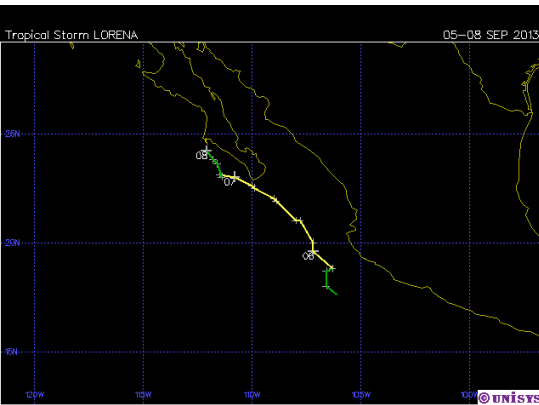 Tropical Storm LORENA 05-08 SEP 2013
25N
08
07
20N
06
15N
120W 115W 110W 105W 100W
©UNISYS